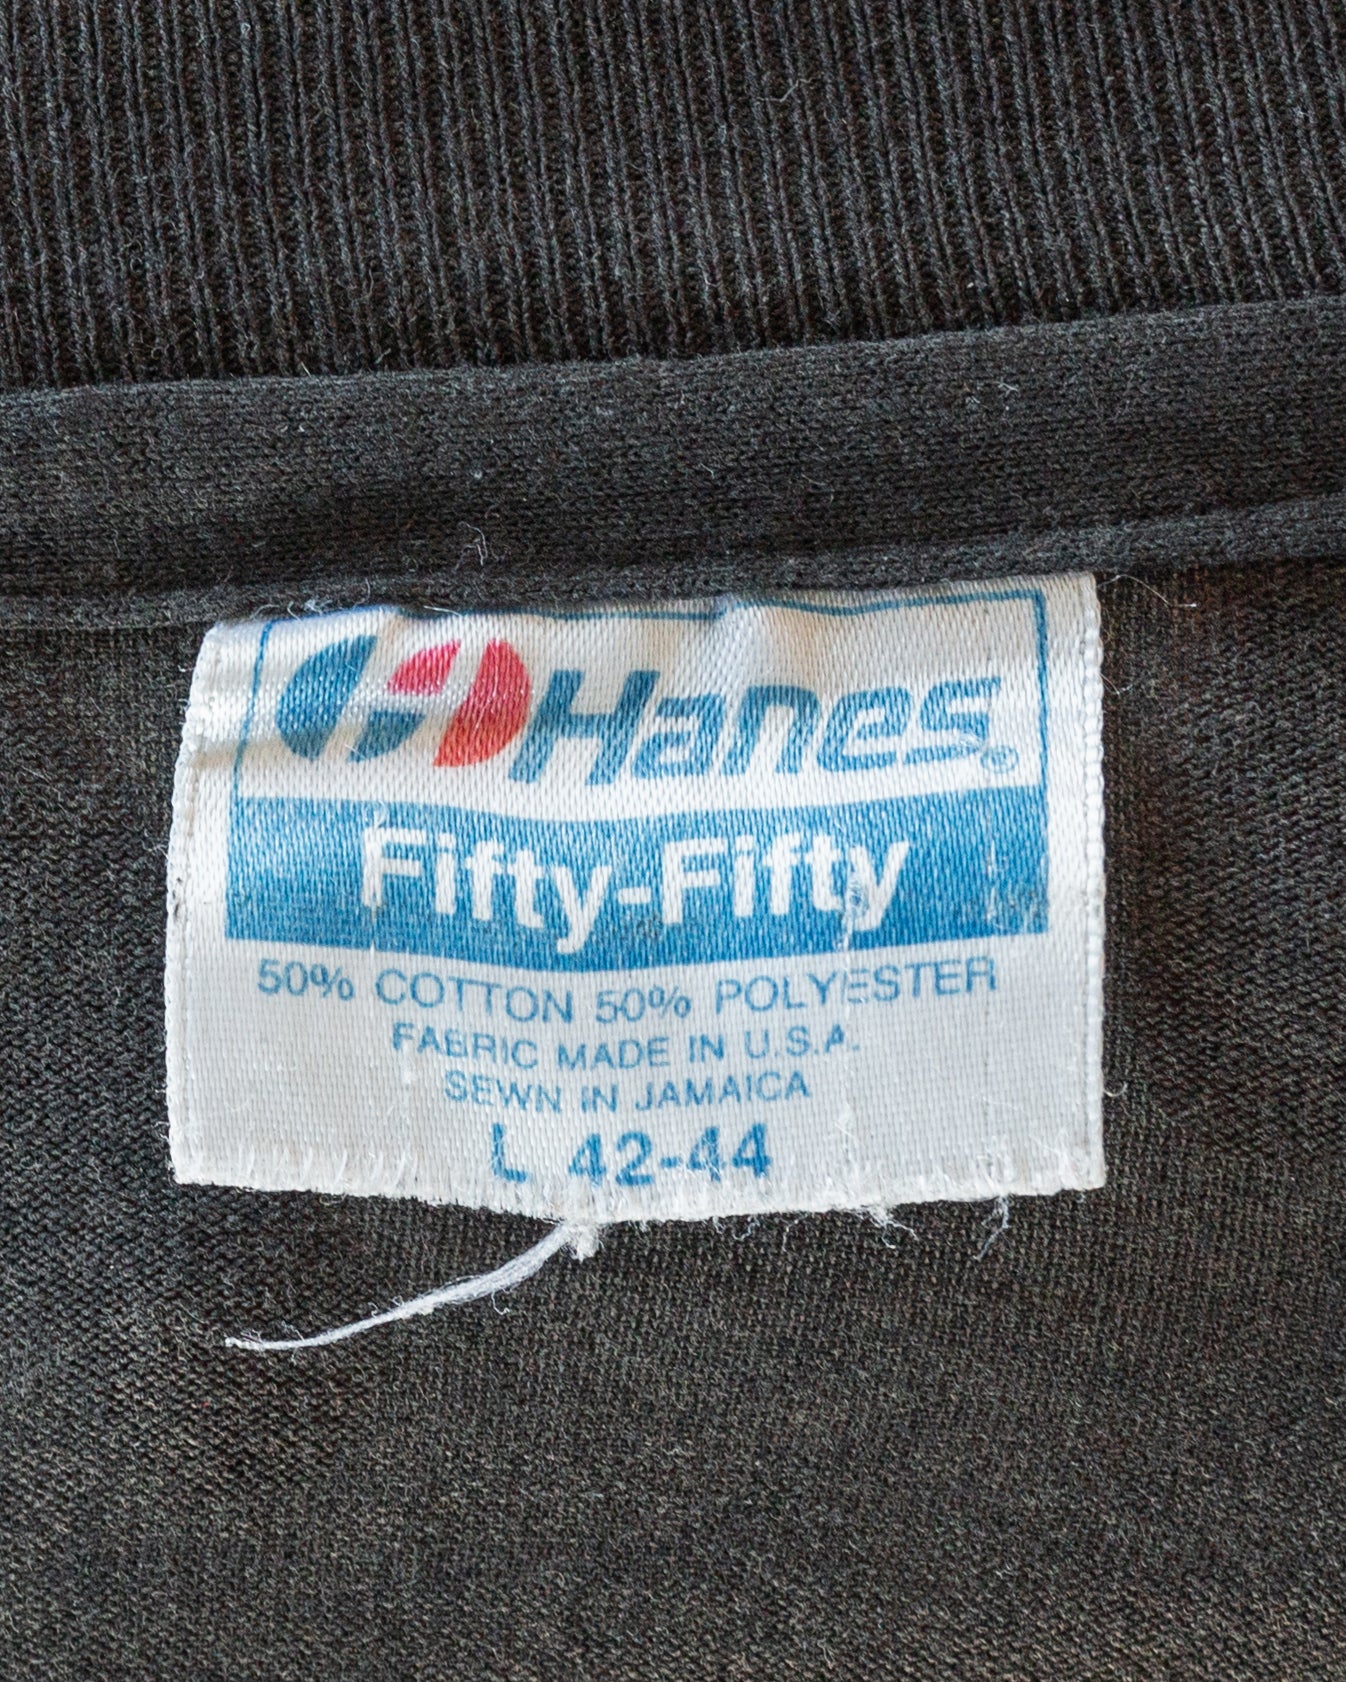 Hanes®
Fifty-Fifty
50% COTTON 50% POLYESTER
FABRIC MADE IN U.S.A.
SEWN IN JAMAICA
L 42-44